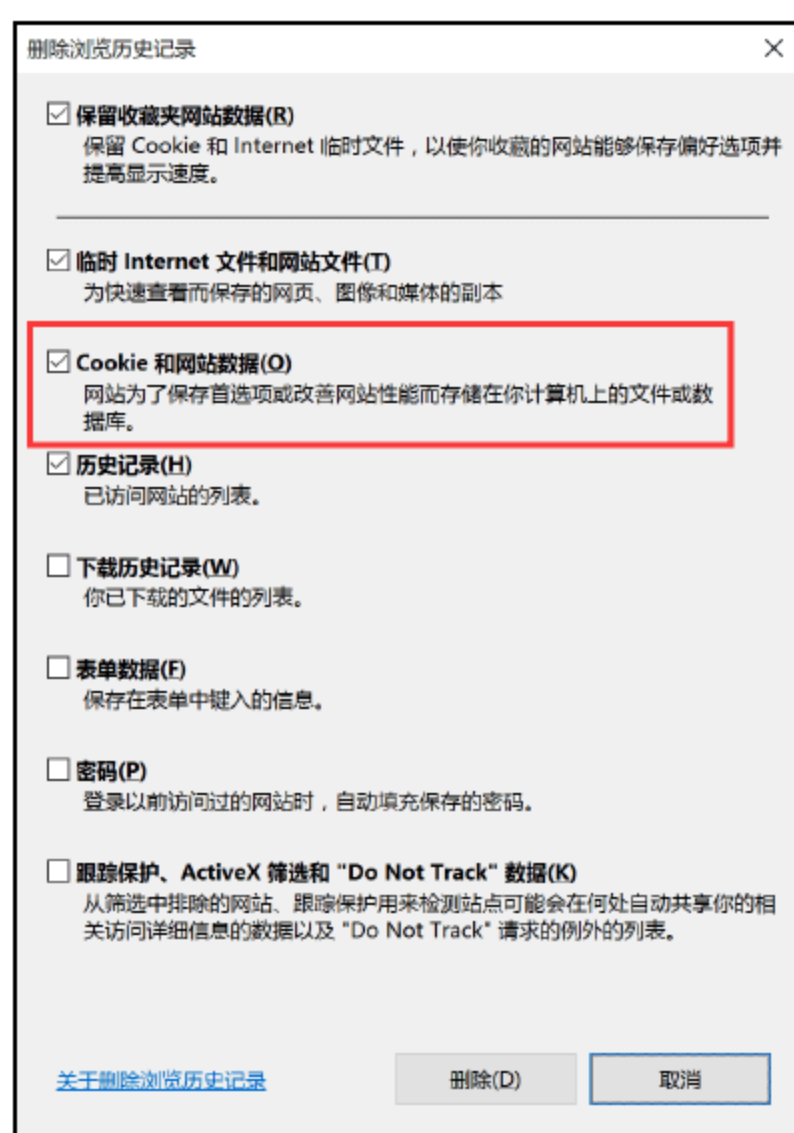 删除浏览历史记录
保留收藏夹网站数据(R)
保留 Cookie 和 Internet 临时文件，以使你收藏的网站能够保存偏好选项并
提高显示速度。
临时 Internet 文件和网站文件(T)
为快速查看而保存的网页、图像和媒体的副本
Cookie 和网站数据(O)
网站为了保存首选项或改善网站性能而存储在你计算机上的文件或数
据库。
历史记录(H)
已访问网站的列表。
下载历史记录(W)
你已下载的文件的列表。
表单数据(F)
保存在表单中键入的信息。
密码(P)
登录以前访问过的网站时，自动填充保存的密码。
跟踪保护、ActiveX 筛选和 "Do Not Track" 数据(K)
从筛选中排除的网站、跟踪保护用来检测站点可能会在何处自动共享你的相
关访问详细信息的数据以及 "Do Not Track" 请求的例外的列表。
关于删除浏览历史记录
删除(D)
取消